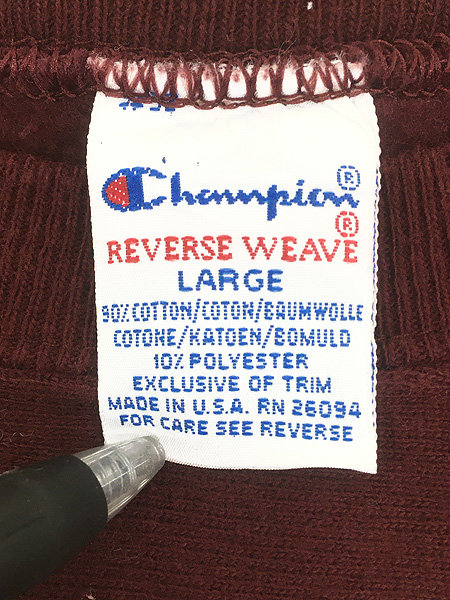 Champion®
®
REVERSE WEAVE
LARGE
90% COTTON/COTON/BAUMWOLLE
COTONE/KATOEN/BOMULD
10% POLYESTER
EXCLUSIVE OF TRIM
MADE IN U.S.A. RN 26094
FOR CARE SEE REVERSE